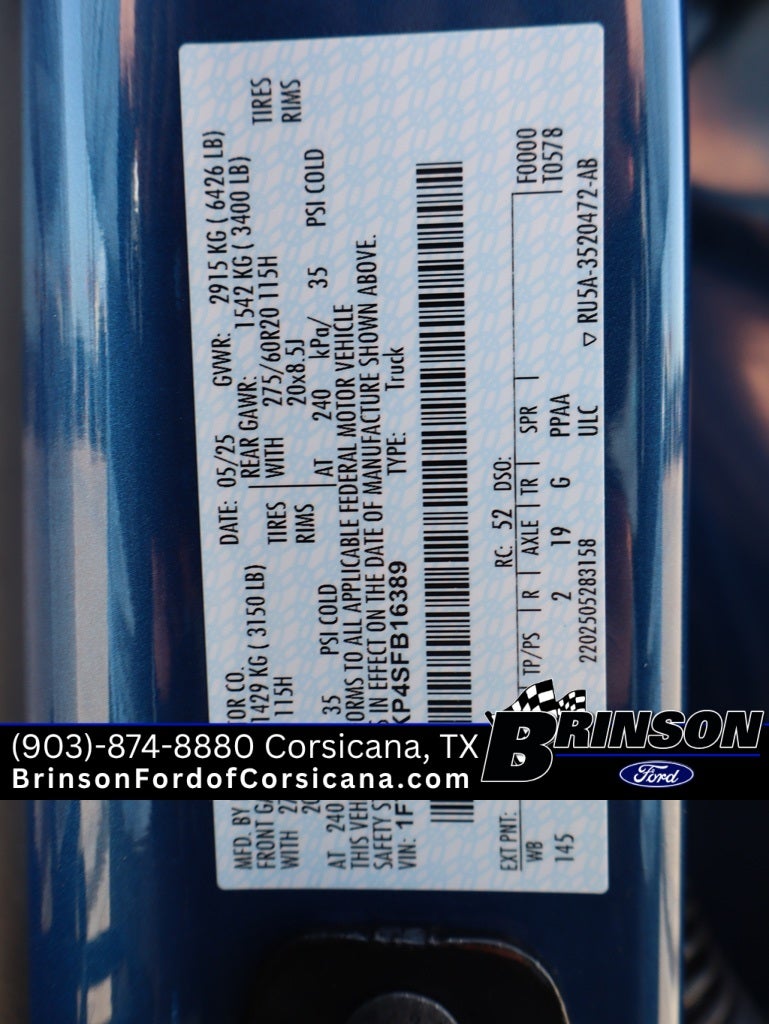 MFD. BY TOR CO.
DATE: 05/25 GVWR: 2915 KG ( 6426 LB)
FRONT GA 1429 KG ( 3150 LB)
REAR GAWR: 1542 KG ( 3400 LB)
WITH 27 115H
TIRES
WITH 275/60R20 115H
TIRES
20
RIMS
20x8.5J
RIMS
AT 240 35 PSI COLD
AT 240 kPa/ 35 PSI COLD
THIS VEH ORMS TO ALL APPLICABLE FEDERAL MOTOR VEHICLE
SAFETY S S IN EFFECT ON THE DATE OF MANUFACTURE SHOWN ABOVE.
VIN: 1F KP4SFB16389
TYPE: Truck
EXT PNT: RC: 52 DSO: F0000
T0578
WB TP/PS R AXLE TR SPR
145 2 19 G PPAA
2202505283158 ULC
▽ RU5A-3520472-AB
(903)-874-8880 Corsicana, TX
BrinsonFordofCorsicana.com
BRINSON
Ford